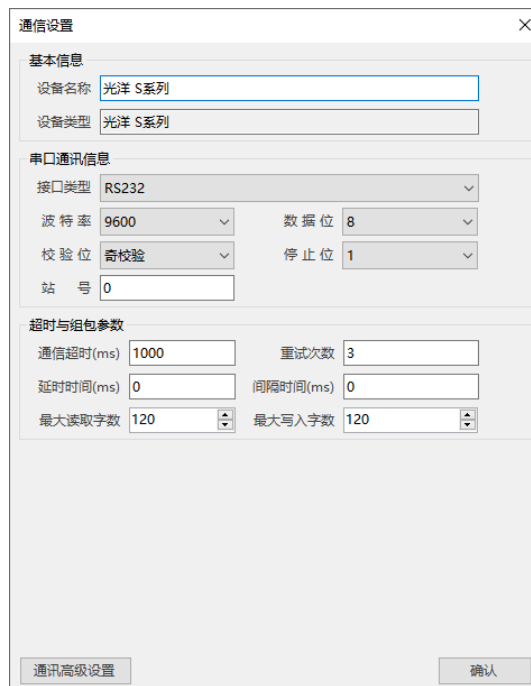 通信设置
基本信息
设备名称 光洋 S系列
设备类型 光洋 S系列
串口通讯信息
接口类型 RS232
波特率 9600 数据位 8
校验位 奇校验 停止位 1
站 号 0
超时与组包参数
通信超时(ms) 1000 重试次数 3
延时时间(ms) 0 间隔时间(ms) 0
最大读取字数 120 最大写入字数 120
通讯高级设置 确认